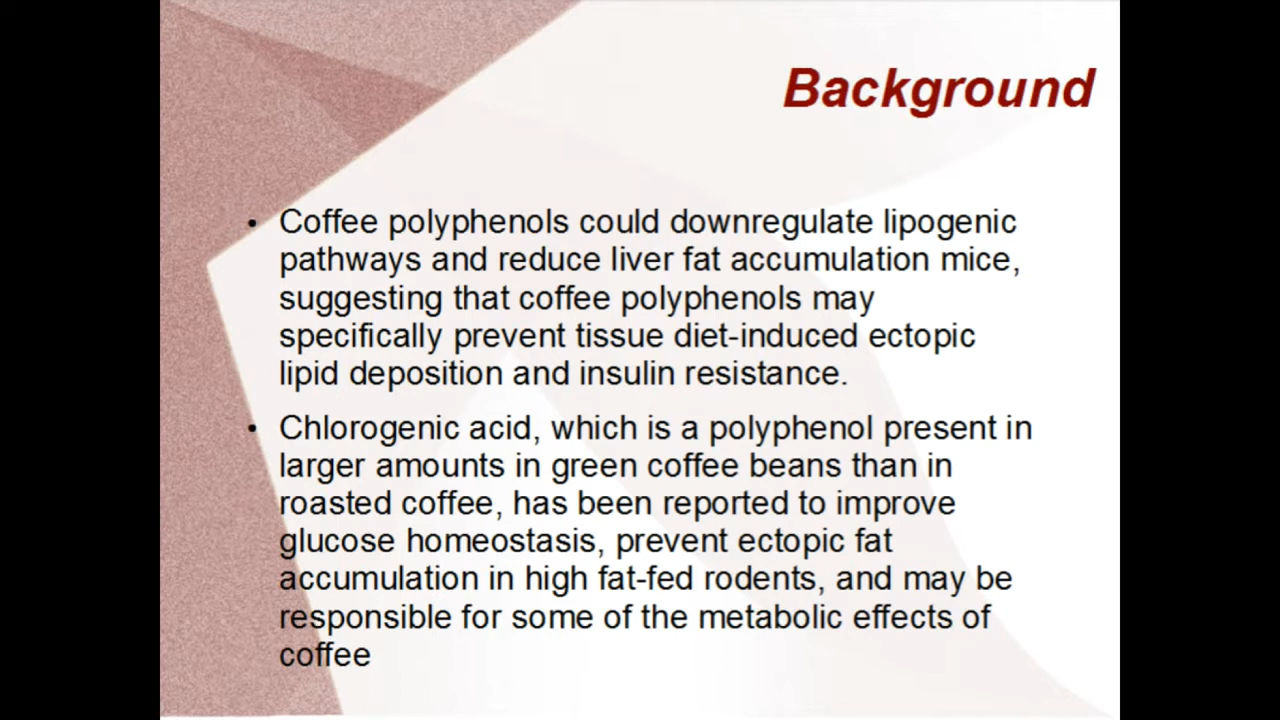 Background
• Coffee polyphenols could downregulate lipogenic
pathways and reduce liver fat accumulation mice,
suggesting that coffee polyphenols may
specifically prevent tissue diet-induced ectopic
lipid deposition and insulin resistance.
• Chlorogenic acid, which is a polyphenol present in
larger amounts in green coffee beans than in
roasted coffee, has been reported to improve
glucose homeostasis, prevent ectopic fat
accumulation in high fat-fed rodents, and may be
responsible for some of the metabolic effects of
coffee